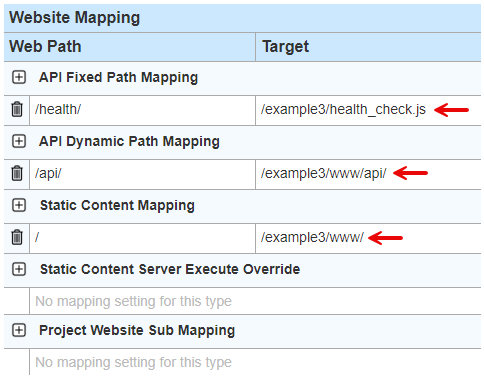 Website Mapping
Web Path Target
API Fixed Path Mapping
/health/ /example3/health_check.js
API Dynamic Path Mapping
/api/ /example3/www/api/
Static Content Mapping
/ /example3/www/
Static Content Server Execute Override
No mapping setting for this type
Project Website Sub Mapping
No mapping setting for this type